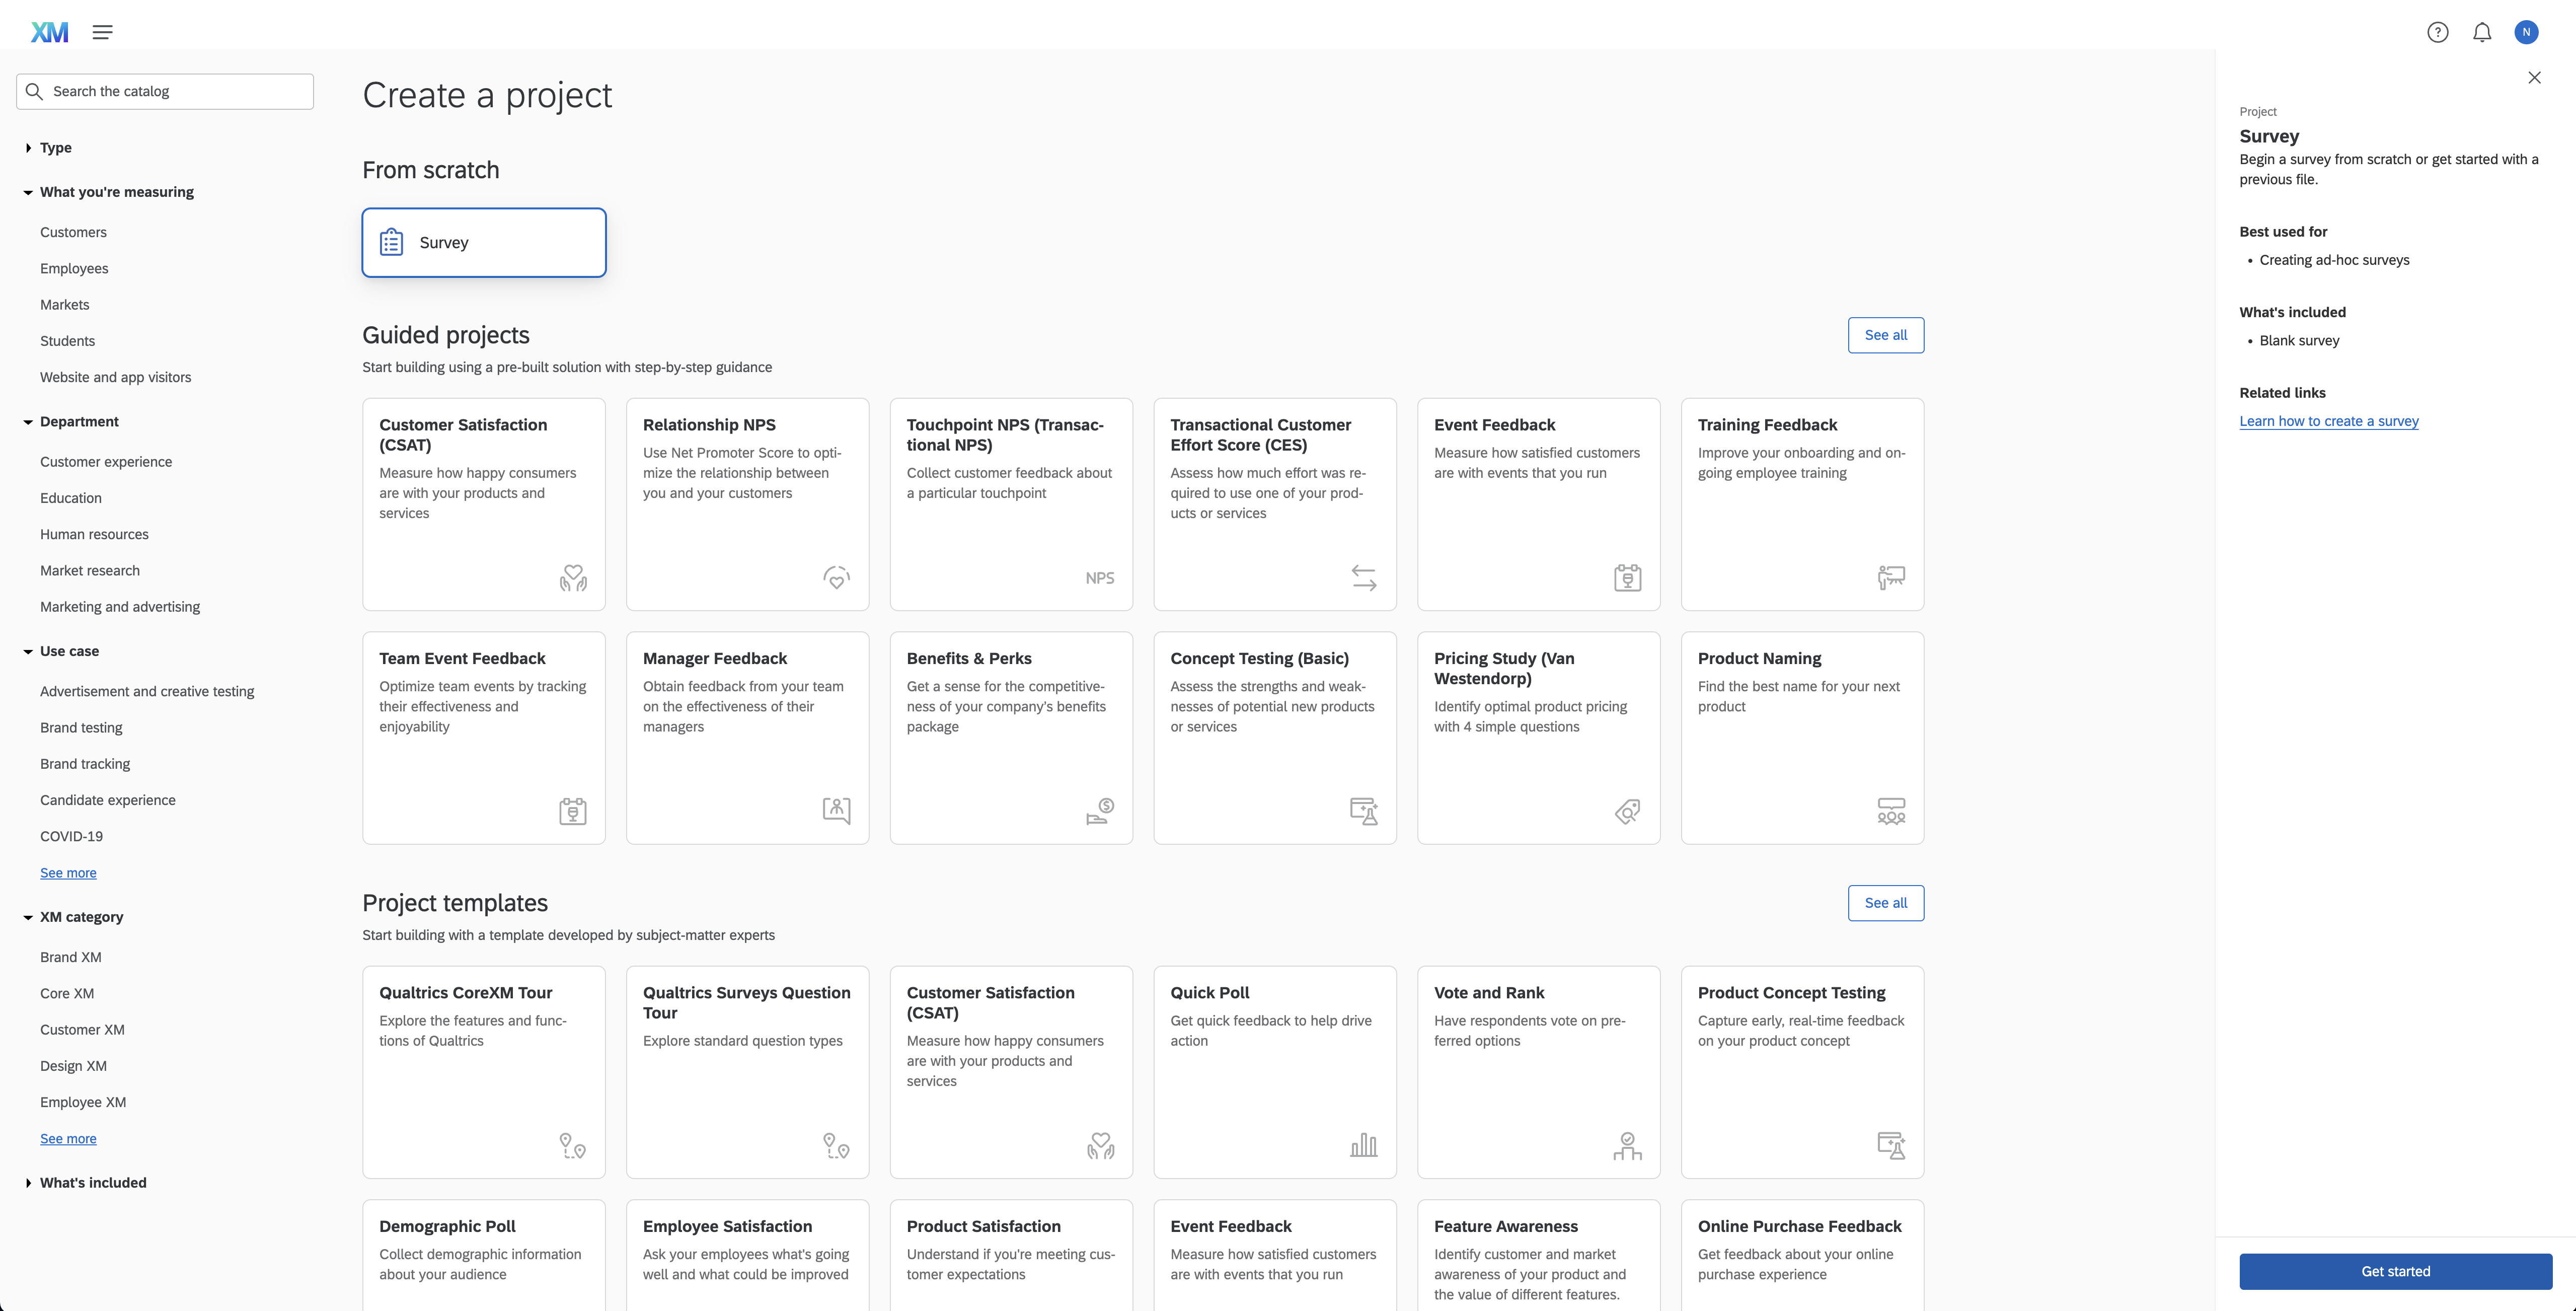 XM
?
N
Search the catalog
Type
What you're measuring
Customers
Employees
Markets
Students
Website and app visitors
Department
Customer experience
Education
Human resources
Market research
Marketing and advertising
Use case
Advertisement and creative testing
Brand testing
Brand tracking
Candidate experience
COVID-19
See more
XM category
Brand XM
Core XM
Customer XM
Design XM
Employee XM
See more
What's included
Create a project
From scratch
Survey
Guided projects
See all
Start building using a pre-built solution with step-by-step guidance
Customer Satisfaction
(CSAT)
Measure how happy consumers
are with your products and
services
Relationship NPS
Use Net Promoter Score to opti-
mize the relationship between
you and your customers
Touchpoint NPS (Transac-
tional NPS)
Collect customer feedback about
a particular touchpoint
NPS
Transactional Customer
Effort Score (CES)
Assess how much effort was re-
quired to use one of your prod-
ucts or services
Event Feedback
Measure how satisfied customers
are with events that you run
Training Feedback
Improve your onboarding and on-
going employee training
Team Event Feedback
Optimize team events by tracking
their effectiveness and
enjoyability
Manager Feedback
Obtain feedback from your team
on the effectiveness of their
managers
Benefits & Perks
Get a sense for the competitive-
ness of your company's benefits
package
$
Concept Testing (Basic)
Assess the strengths and weak-
nesses of potential new products
or services
Pricing Study (Van
Westendorp)
Identify optimal product pricing
with 4 simple questions
Product Naming
Find the best name for your next
product
Project templates
See all
Start building with a template developed by subject-matter experts
Qualtrics CoreXM Tour
Explore the features and func-
tions of Qualtrics
Qualtrics Surveys Question
Tour
Explore standard question types
Customer Satisfaction
(CSAT)
Measure how happy consumers
are with your products and
services
Quick Poll
Get quick feedback to help drive
action
Vote and Rank
Have respondents vote on pre-
ferred options
Product Concept Testing
Capture early, real-time feedback
on your product concept
Demographic Poll
Collect demographic information
about your audience
Employee Satisfaction
Ask your employees what's going
well and what could be improved
Product Satisfaction
Understand if you're meeting cus-
tomer expectations
Event Feedback
Measure how satisfied customers
are with events that you run
Feature Awareness
Identify customer and market
awareness of your product and
the value of different features.
Online Purchase Feedback
Get feedback about your online
purchase experience
Project
Survey
Begin a survey from scratch or get started with a
previous file.
Best used for
• Creating ad-hoc surveys
What's included
• Blank survey
Related links
Learn how to create a survey
Get started